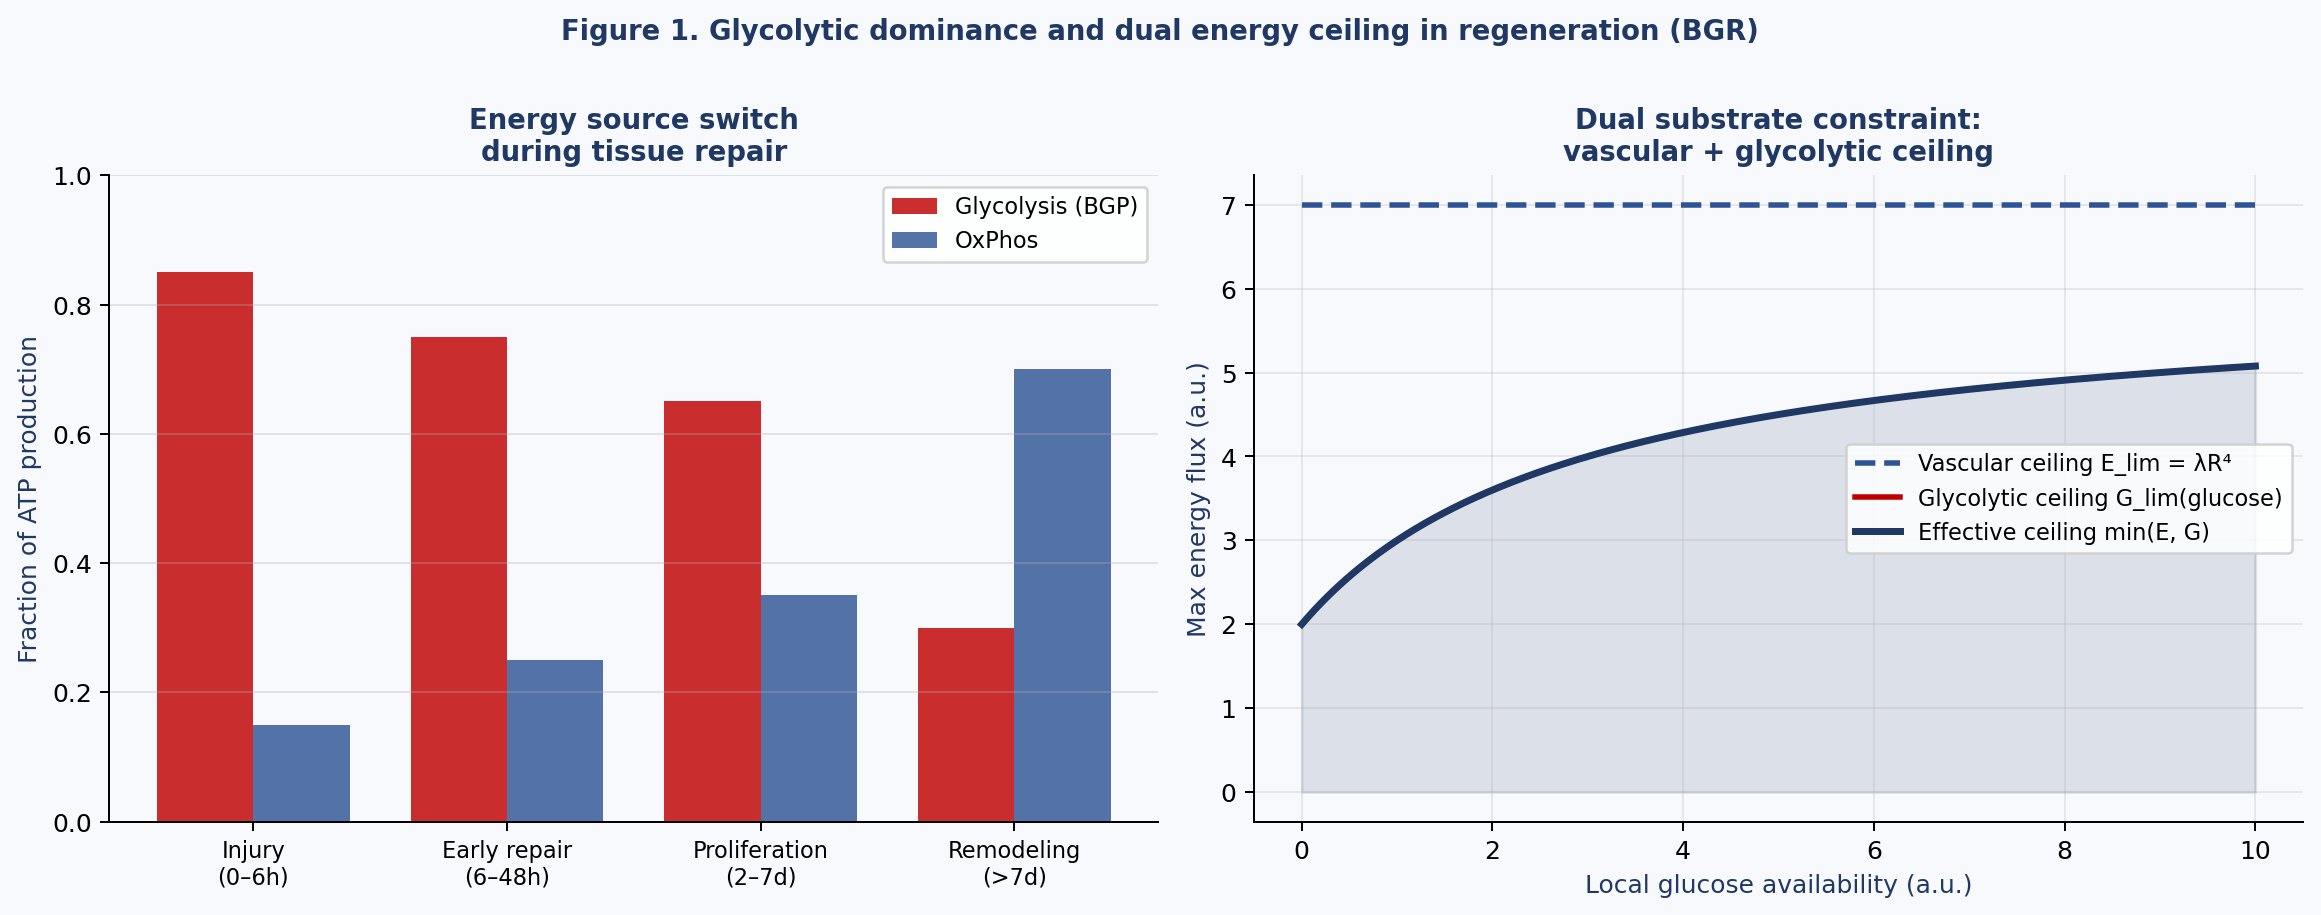 Figure 1. Glycolytic dominance and dual energy ceiling in regeneration (BGR)
Energy source switch
during tissue repair
Fraction of ATP production
1.0
0.8
0.6
0.4
0.2
0.0
Glycolysis (BGP)
OxPhos
Injury
(0–6h)
Early repair
(6–48h)
Proliferation
(2–7d)
Remodeling
(>7d)
Dual substrate constraint:
vascular + glycolytic ceiling
Max energy flux (a.u.)
7
6
5
4
3
2
1
0
Vascular ceiling E_lim = λR⁴
Glycolytic ceiling G_lim(glucose)
Effective ceiling min(E, G)
0
2
4
6
8
10
Local glucose availability (a.u.)